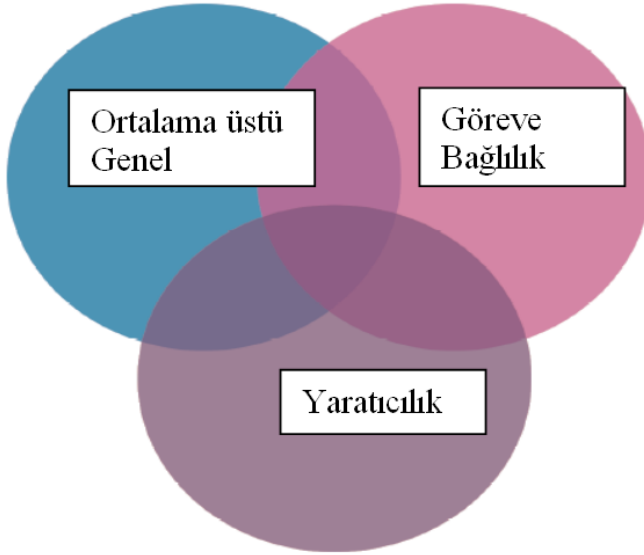 Ortalama üstü
Genel
Göreve
Bağlılık
Yaratıcılık